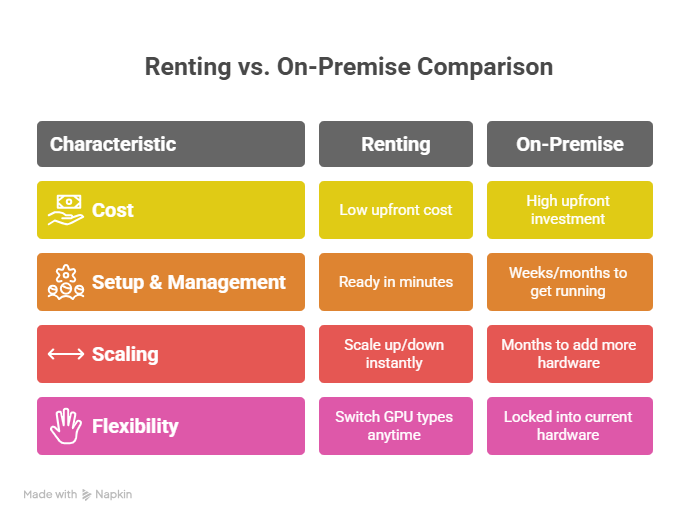 Renting vs. On-Premise Comparison
Characteristic
Renting
On-Premise
Cost
Low upfront cost
High upfront
investment
Setup & Management
Ready in minutes
Weeks/months to
get running
Scaling
Scale up/down
instantly
Months to add more
hardware
Flexibility
Switch GPU types
anytime
Locked into current
hardware
Made with Napkin